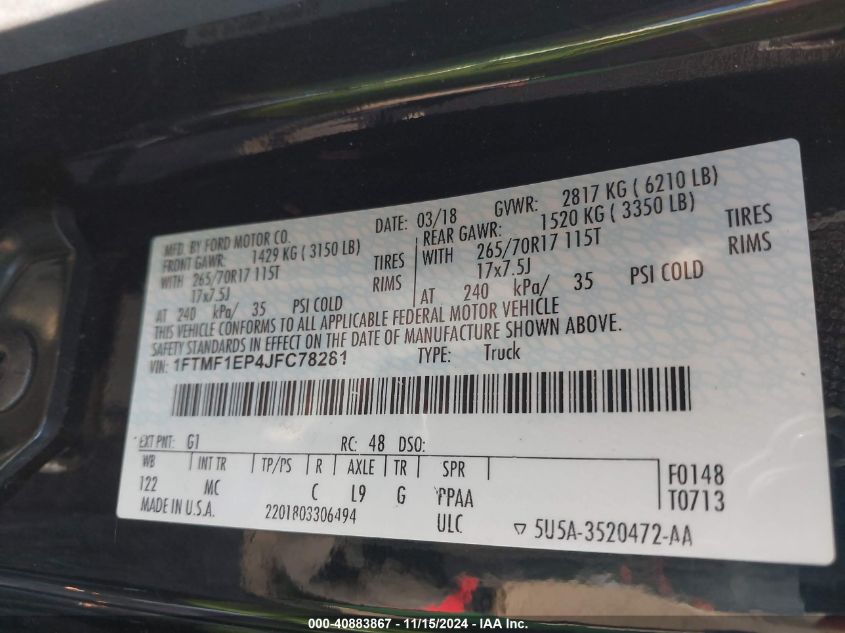 MFD. BY FORD MOTOR CO.
DATE: 03/18 GVWR: 2817 KG ( 6210 LB)
FRONT GAWR: 1429 KG ( 3150 LB)
REAR GAWR: 1520 KG ( 3350 LB)
WITH 265/70R17 115T TIRES
WITH 265/70R17 115T TIRES
17x7.5J RIMS
17x7.5J RIMS
AT 240 kPa/ 35 PSI COLD
AT 240 kPa/ 35 PSI COLD
THIS VEHICLE CONFORMS TO ALL APPLICABLE FEDERAL MOTOR VEHICLE
SAFETY STANDARDS IN EFFECT ON THE DATE OF MANUFACTURE SHOWN ABOVE.
VIN: 1FTMF1EP4JFC78281 TYPE: Truck
EXT PNT: G1 RC: 48 DSO:
WB INT TR TP/PS R AXLE TR SPR F0148
122 MC C L9 G PPAA T0713
MADE IN U.S.A. 2201803306494 ULC 5U5A-3520472-AA
000-40883867 - 11/15/2024 - IAA Inc.